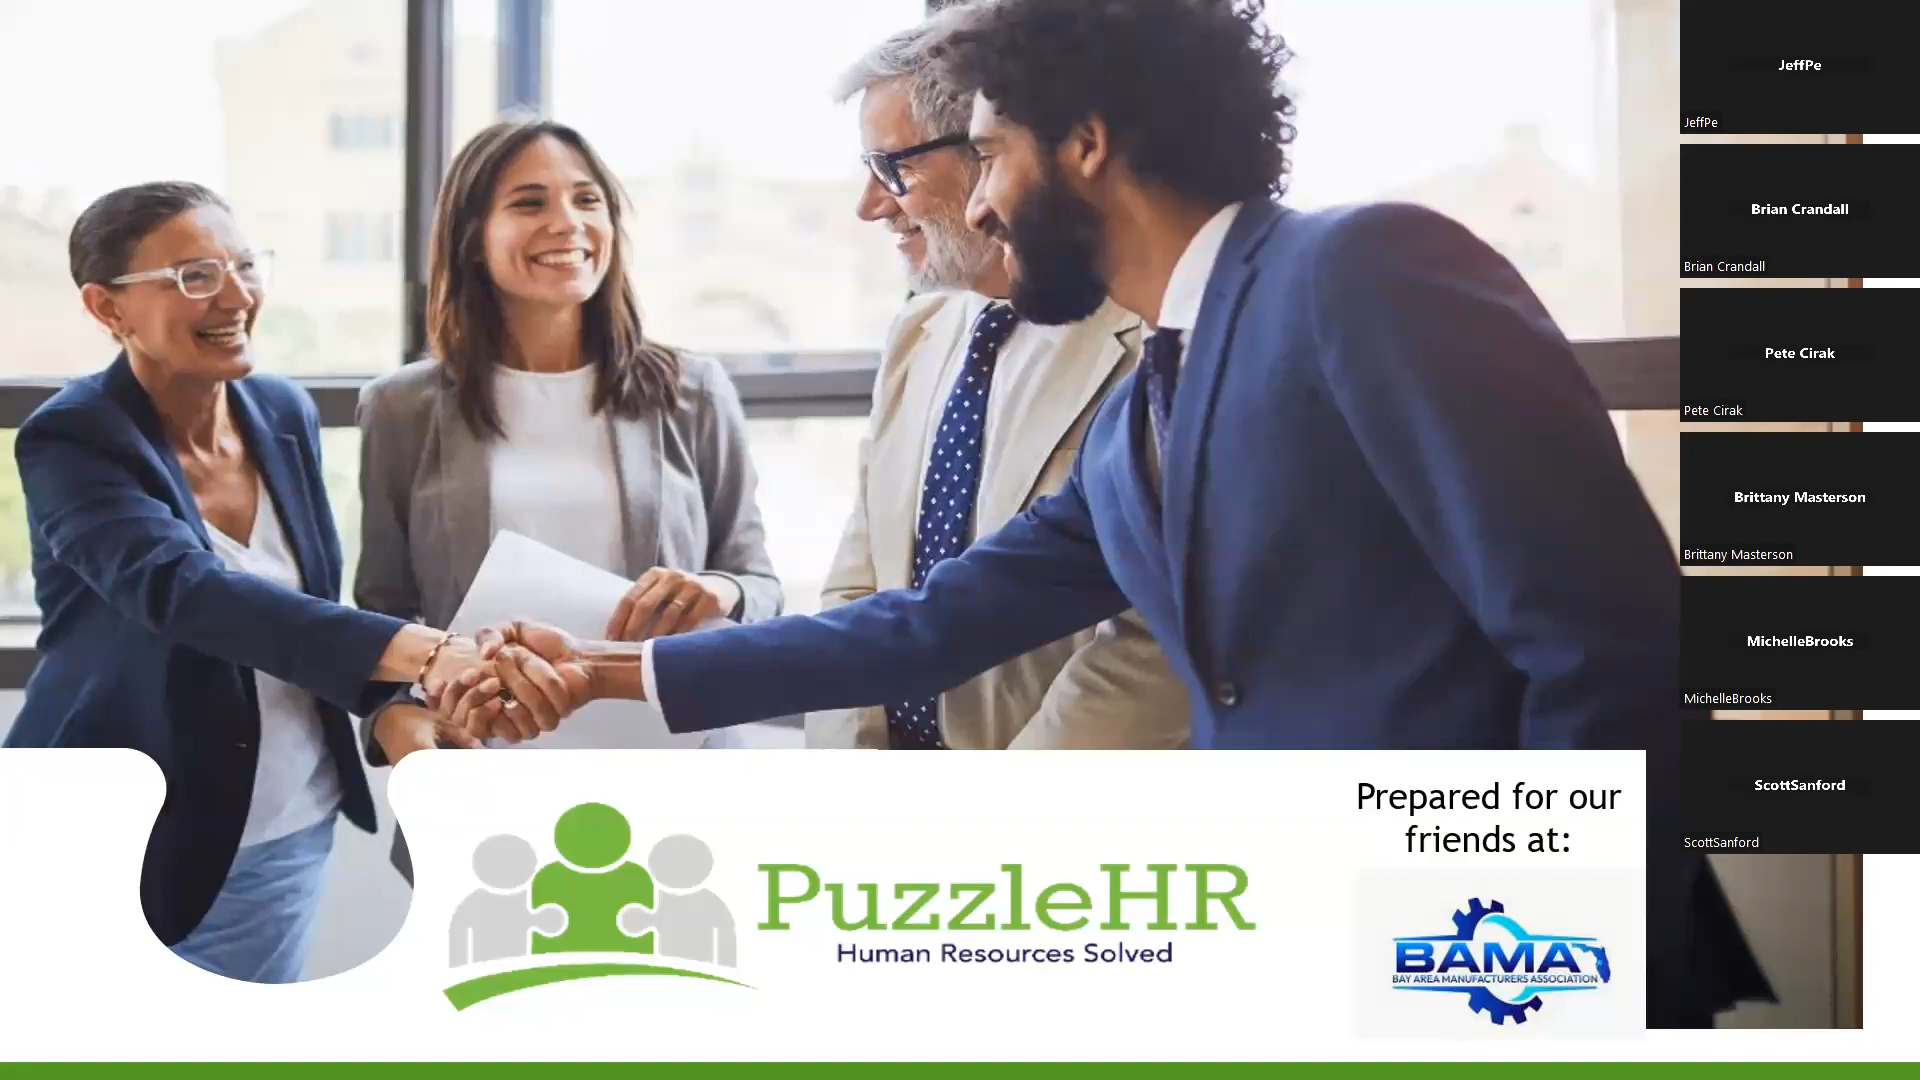 JeffPe
JeffPe
Brian Crandall
Brian Crandall
Pete Cirak
Pete Cirak
Brittany Masterson
Brittany Masterson
MichelleBrooks
MichelleBrooks
ScottSanford
ScottSanford
PuzzleHR
Human Resources Solved
Prepared for our
friends at:
BAMA
BAY AREA MANUFACTURERS ASSOCIATION